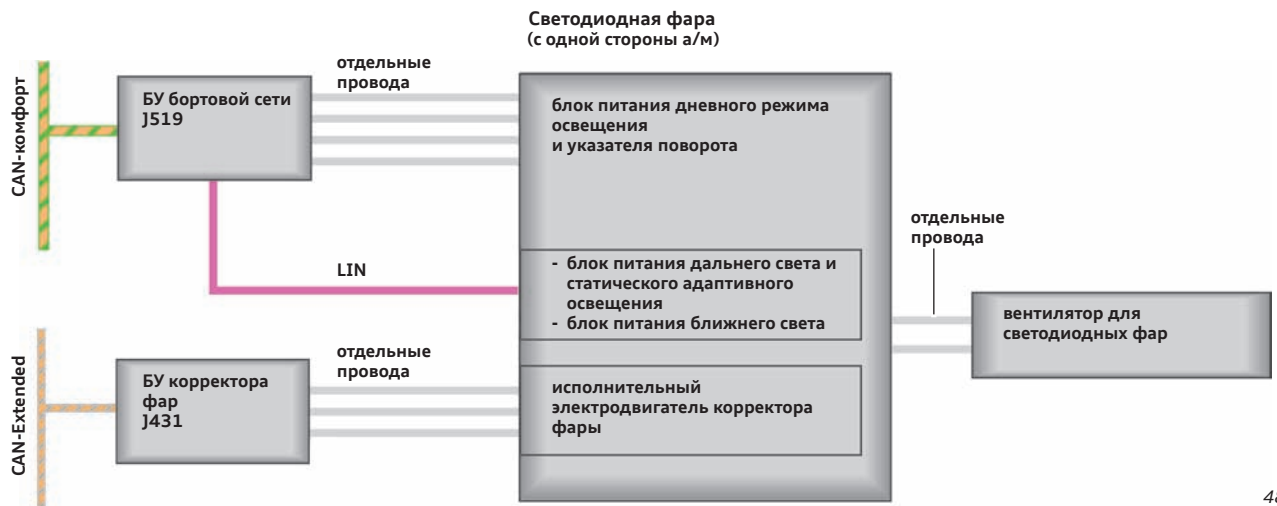 Светодиодная фара
(с одной стороны а/м)
CAN-комфорт
БУ бортовой сети
J519
отдельные
провода
блок питания дневного режима
освещения
и указателя поворота
LIN
- блок питания дальнего света и
статического адаптивного
освещения
- блок питания ближнего света
отдельные
провода
вентилятор для
светодиодных фар
CAN-Extended
БУ корректора
фар
J431
отдельные
провода
исполнительный
электродвигатель корректора
фары